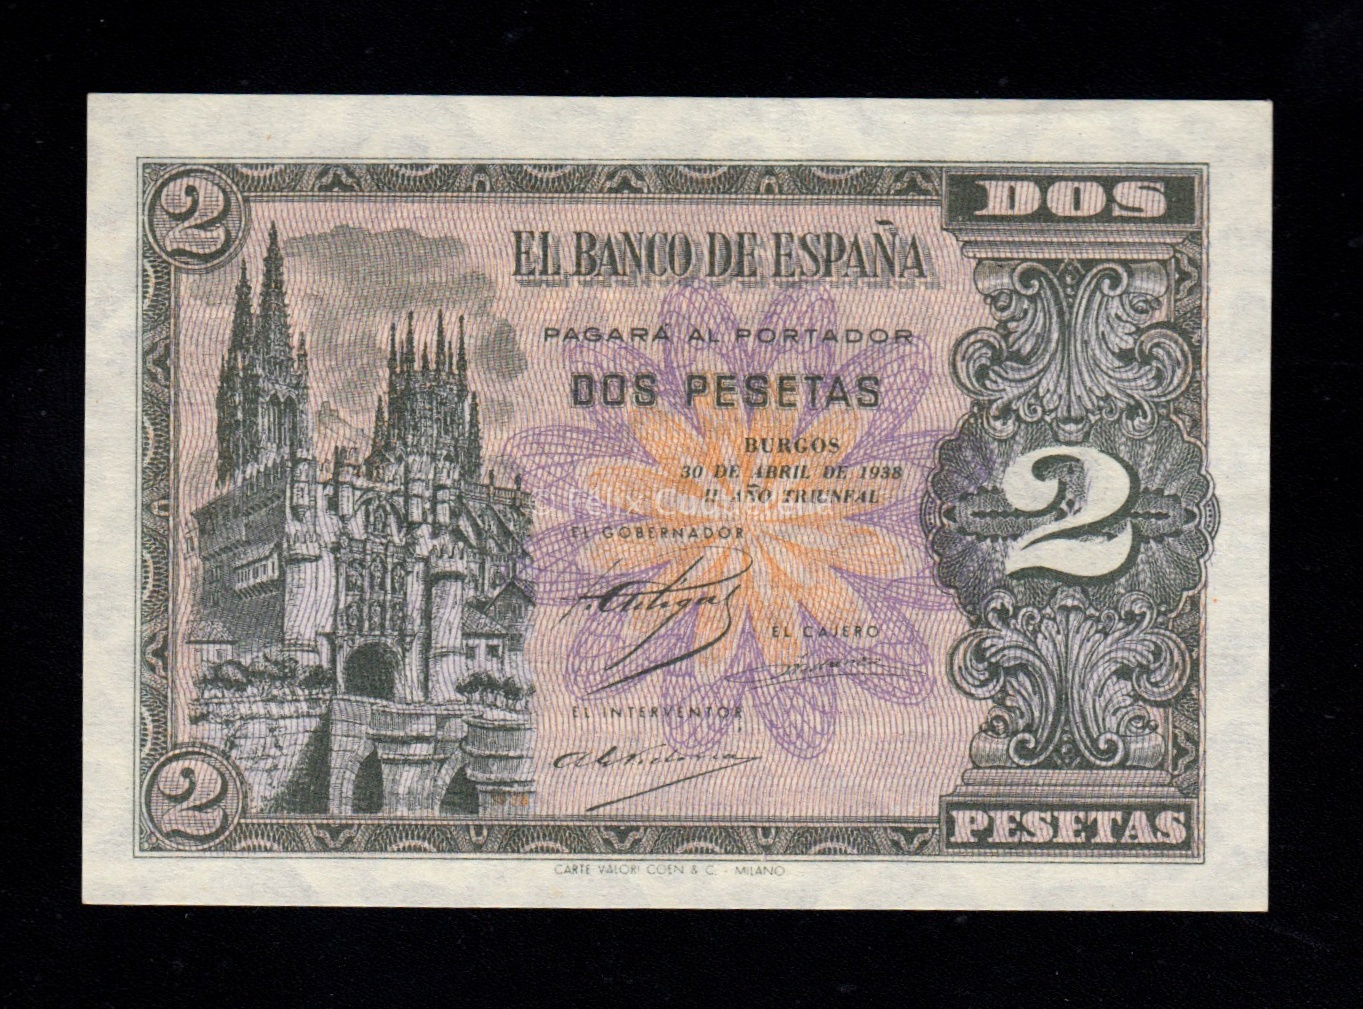 2
DOS
EL BANCO DE ESPAÑA
PAGARÁ AL PORTADOR
DOS PESETAS
BURGOS
30 DE ABRIL DE 1938
II AÑO TRIUNFAL
2
EL GOBERNADOR
EL CAJERO
EL INTERVENTOR
2
PESETAS
CARTE VALORI COEN & C. - MILANO